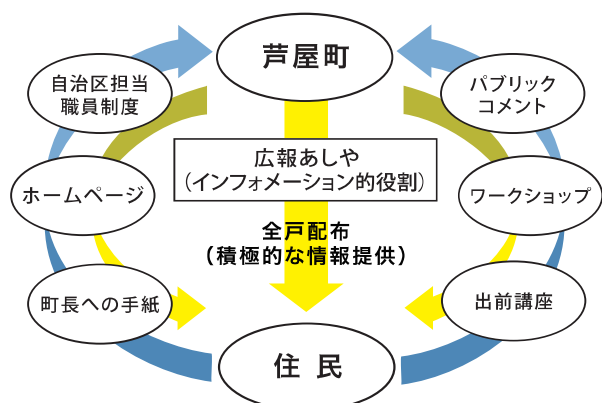 芦屋町
自治区担当
職員制度
パブリック
コメント
広報あしや
(インフォメーション的役割)
ホームページ
ワークショップ
全戸配布
(積極的な情報提供)
町長への手紙
出前講座
住 民